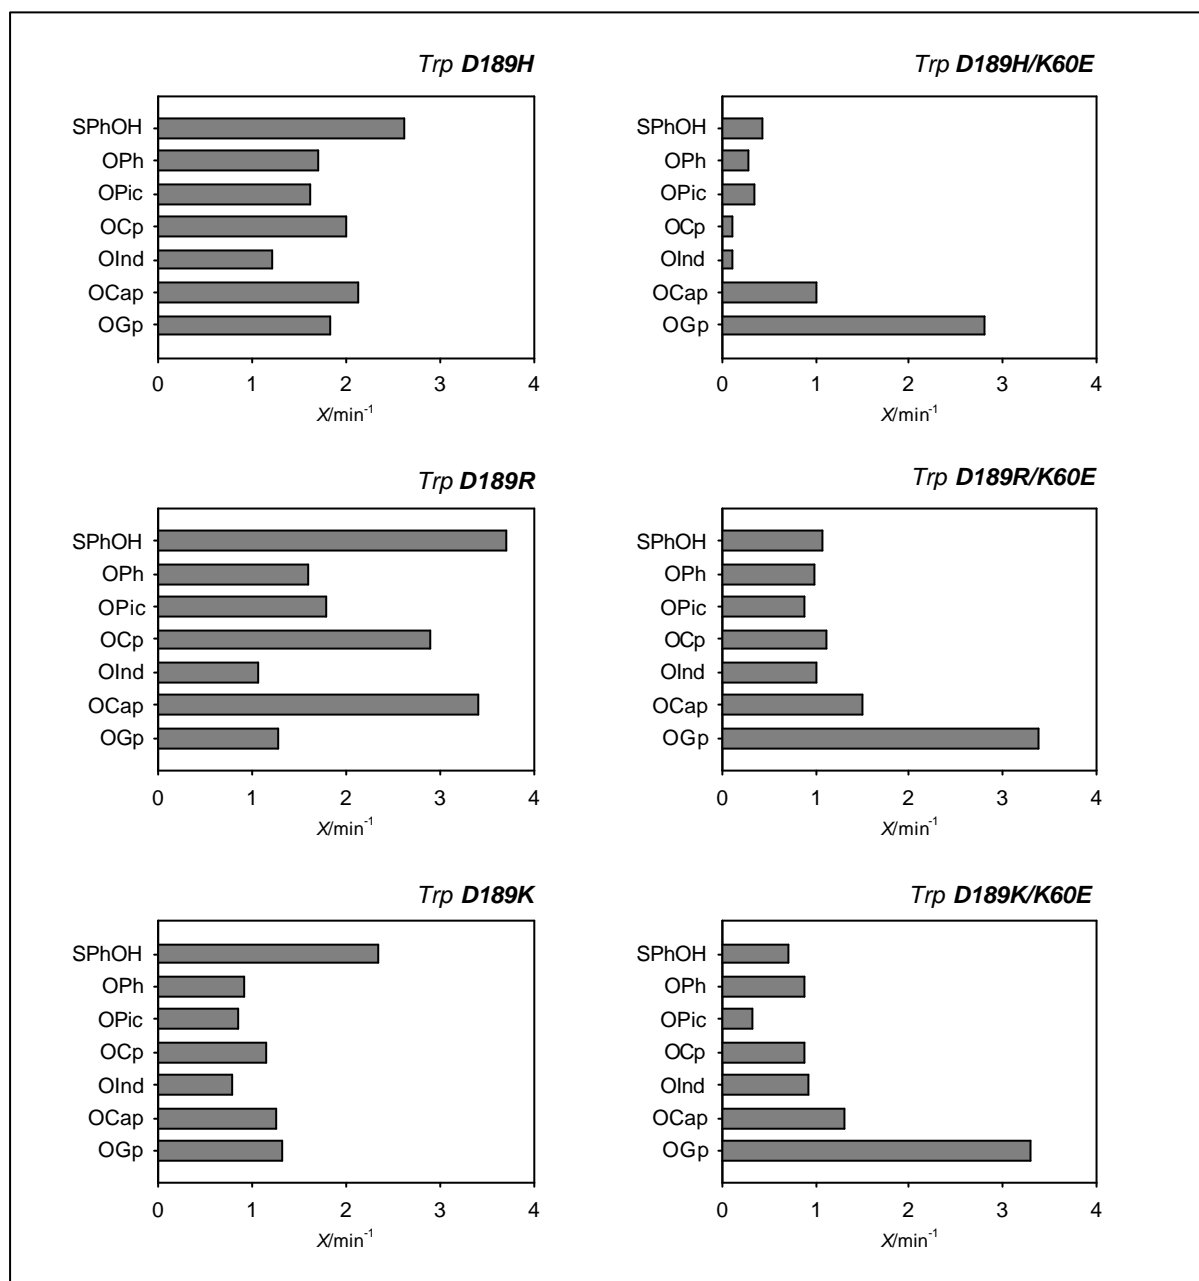 Trp D189H
SPhOH
OPh
OPic
OCp
OInd
OCap
OGp
0 1 2 3 4
X/min-1
Trp D189H/K60E
SPhOH
OPh
OPic
OCp
OInd
OCap
OGp
0 1 2 3 4
X/min-1
Trp D189R
SPhOH
OPh
OPic
OCp
OInd
OCap
OGp
0 1 2 3 4
X/min-1
Trp D189R/K60E
SPhOH
OPh
OPic
OCp
OInd
OCap
OGp
0 1 2 3 4
X/min-1
Trp D189K
SPhOH
OPh
OPic
OCp
OInd
OCap
OGp
0 1 2 3 4
X/min-1
Trp D189K/K60E
SPhOH
OPh
OPic
OCp
OInd
OCap
OGp
0 1 2 3 4
X/min-1